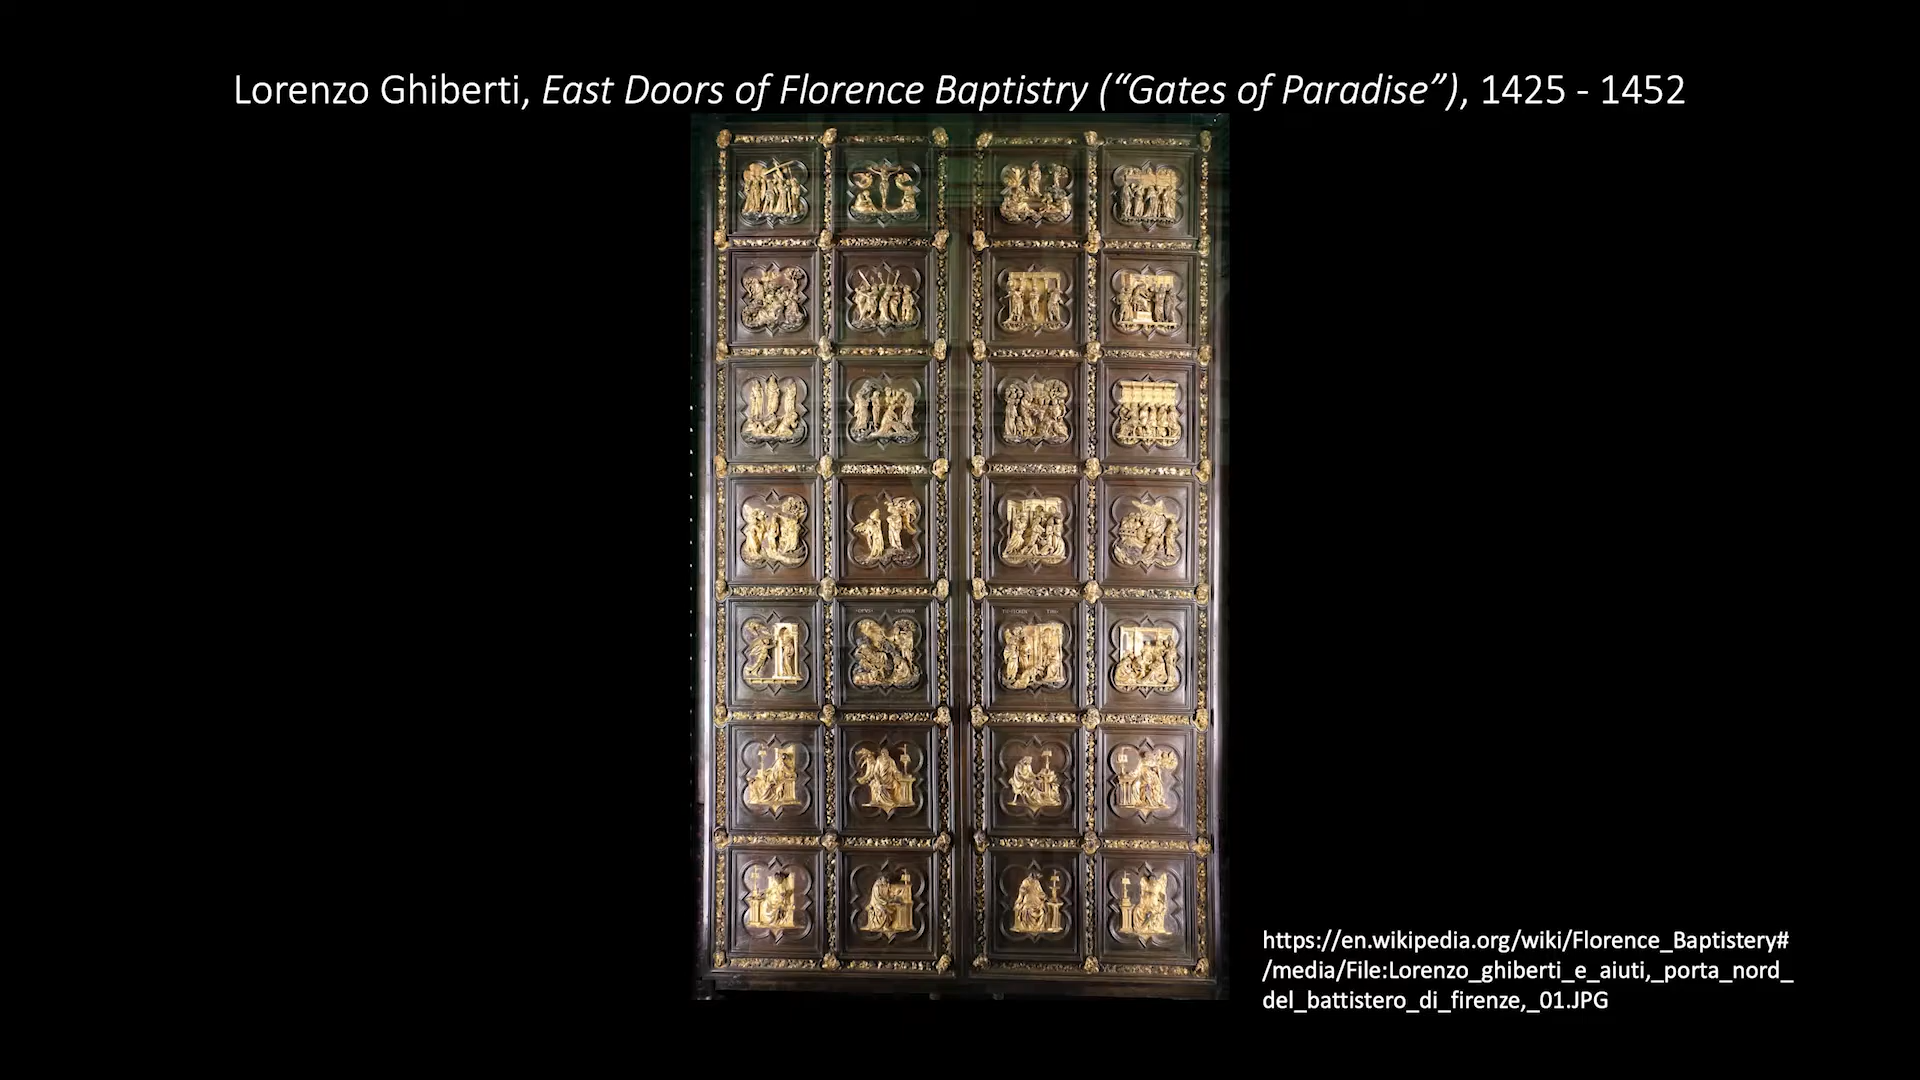 Lorenzo Ghiberti, East Doors of Florence Baptistry (“Gates of Paradise”), 1425 - 1452
https://en.wikipedia.org/wiki/Florence_Baptistery#
/media/File:Lorenzo_ghiberti_e_aiuti,_porta_nord_
del_battistero_di_firenze,_01.JPG